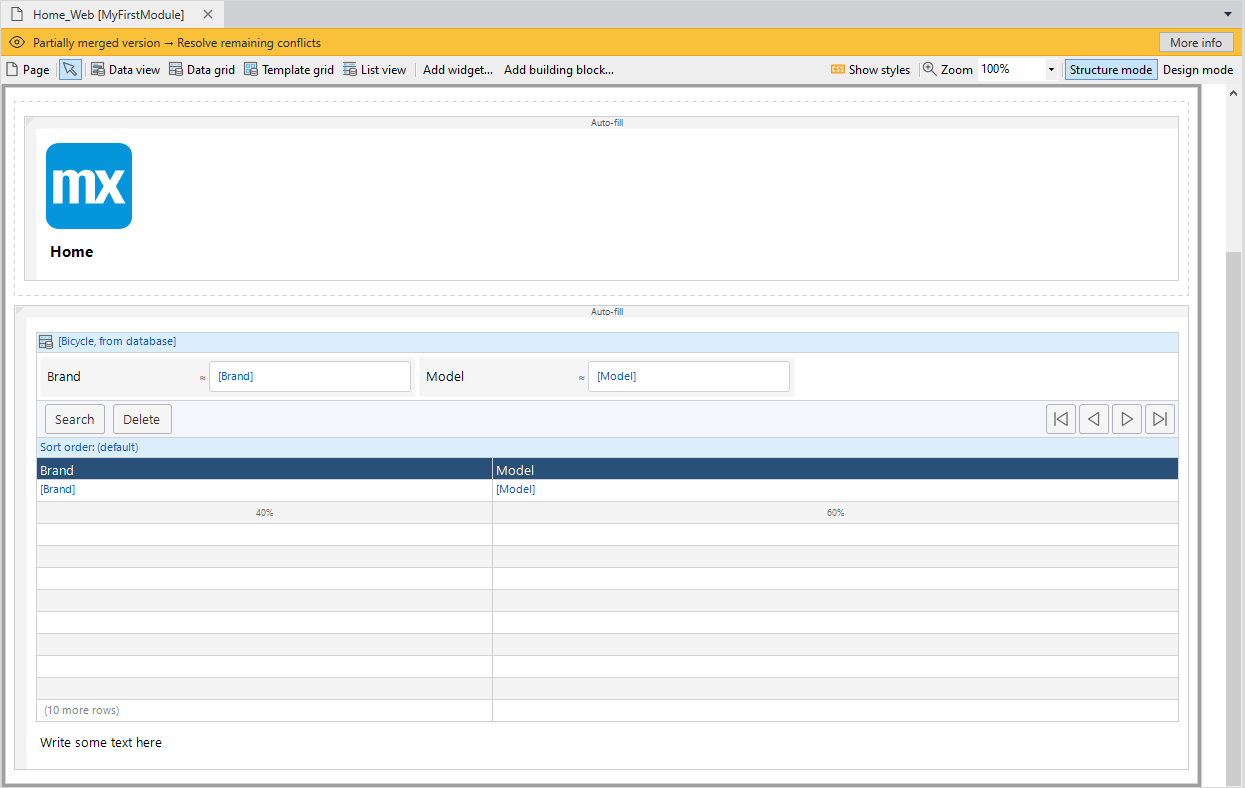 Home_Web [MyFirstModule]
Partially merged version → Resolve remaining conflicts More info
Page Data view Data grid Template grid List view Add widget... Add building block... CSS Show styles Zoom 100% Structure mode Design mode
Auto-fill
mx
Home
Auto-fill
[Bicycle, from database]
Brand ≈ [Brand] Model ≈ [Model]
Search Delete
Sort order: (default)
Brand Model
[Brand] [Model]
40% 60%
(10 more rows)
Write some text here